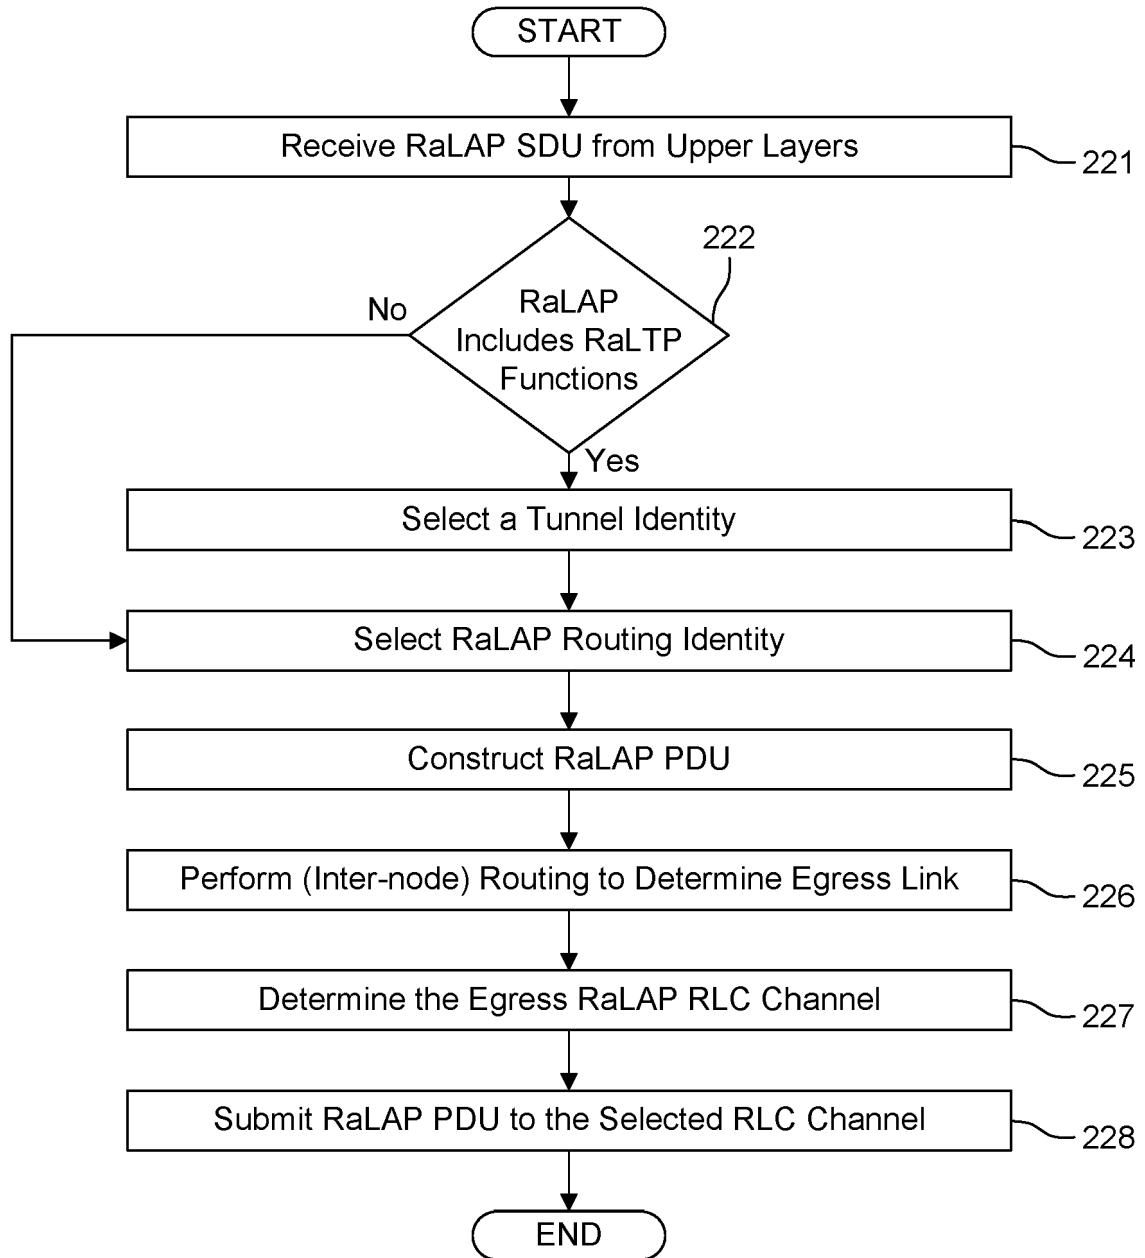 START
Receive RaLAP SDU from Upper Layers
221
222
No
RaLAP
Includes RaLTP
Functions
Yes
Select a Tunnel Identity
223
Select RaLAP Routing Identity
224
Construct RaLAP PDU
225
Perform (Inter-node) Routing to Determine Egress Link
226
Determine the Egress RaLAP RLC Channel
227
Submit RaLAP PDU to the Selected RLC Channel
228
END